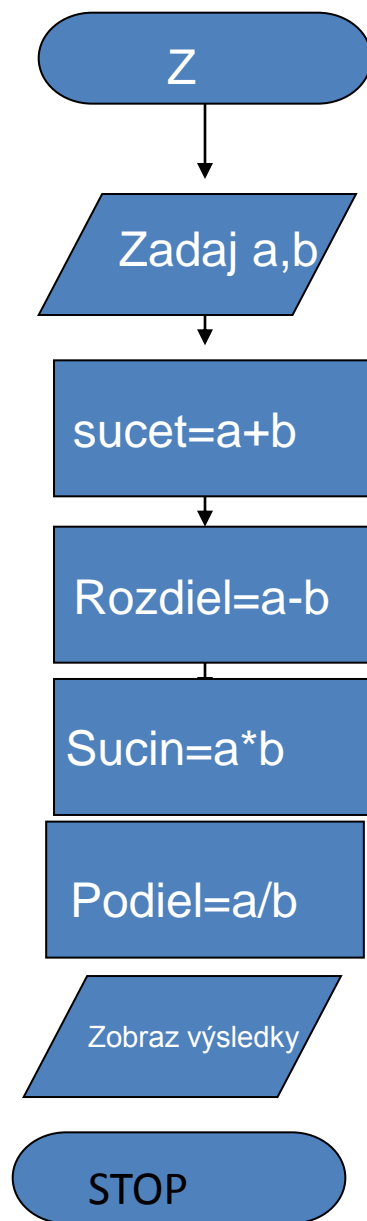 Z
Zadaj a,b
sucet=a+b
Rozdiel=a-b
Sucin=a*b
Podiel=a/b
Zobraz výsledky
STOP